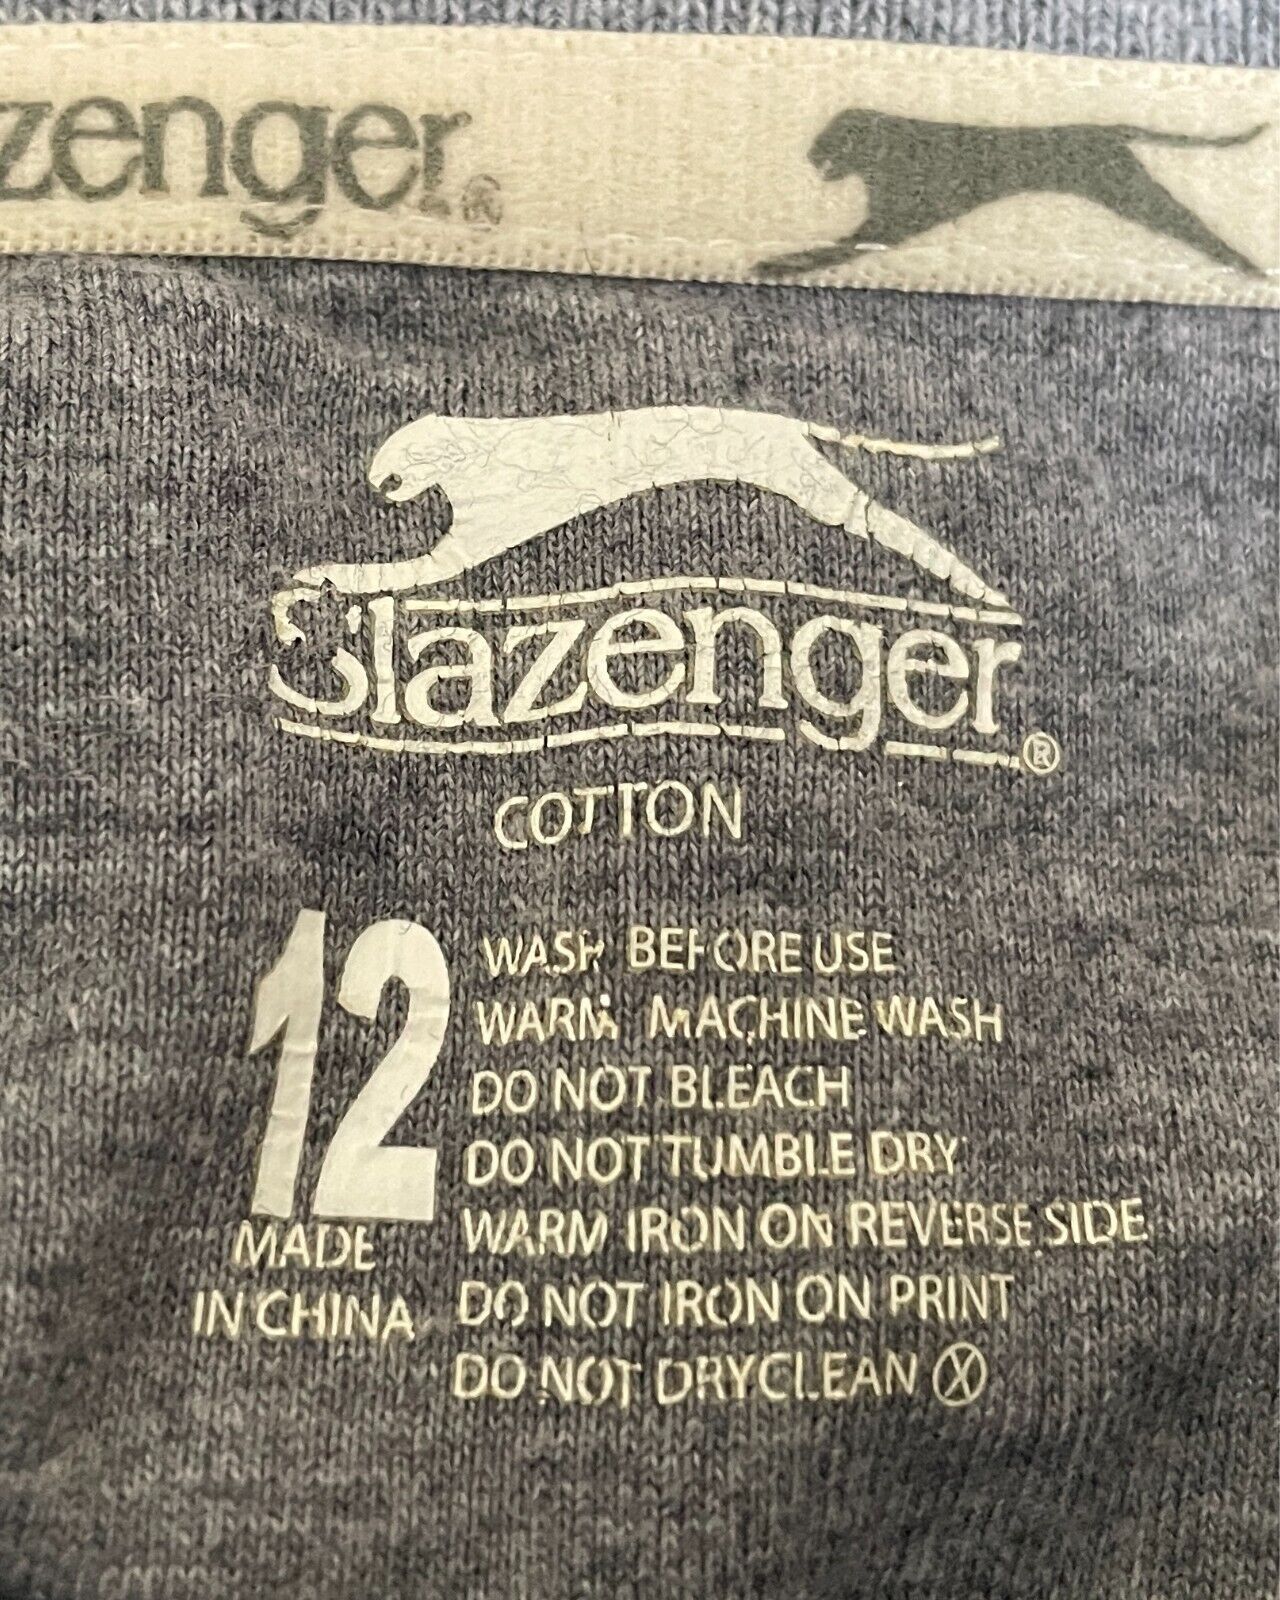 zenger®
Slazenger®
COTTON
12
MADE
IN CHINA
WASH BEFORE USE
WARM MACHINE WASH
DO NOT BLEACH
DO NOT TUMBLE DRY
WARM IRON ON REVERSE SIDE
DO NOT IRON ON PRINT
DO NOT DRYCLEAN Ⓧ